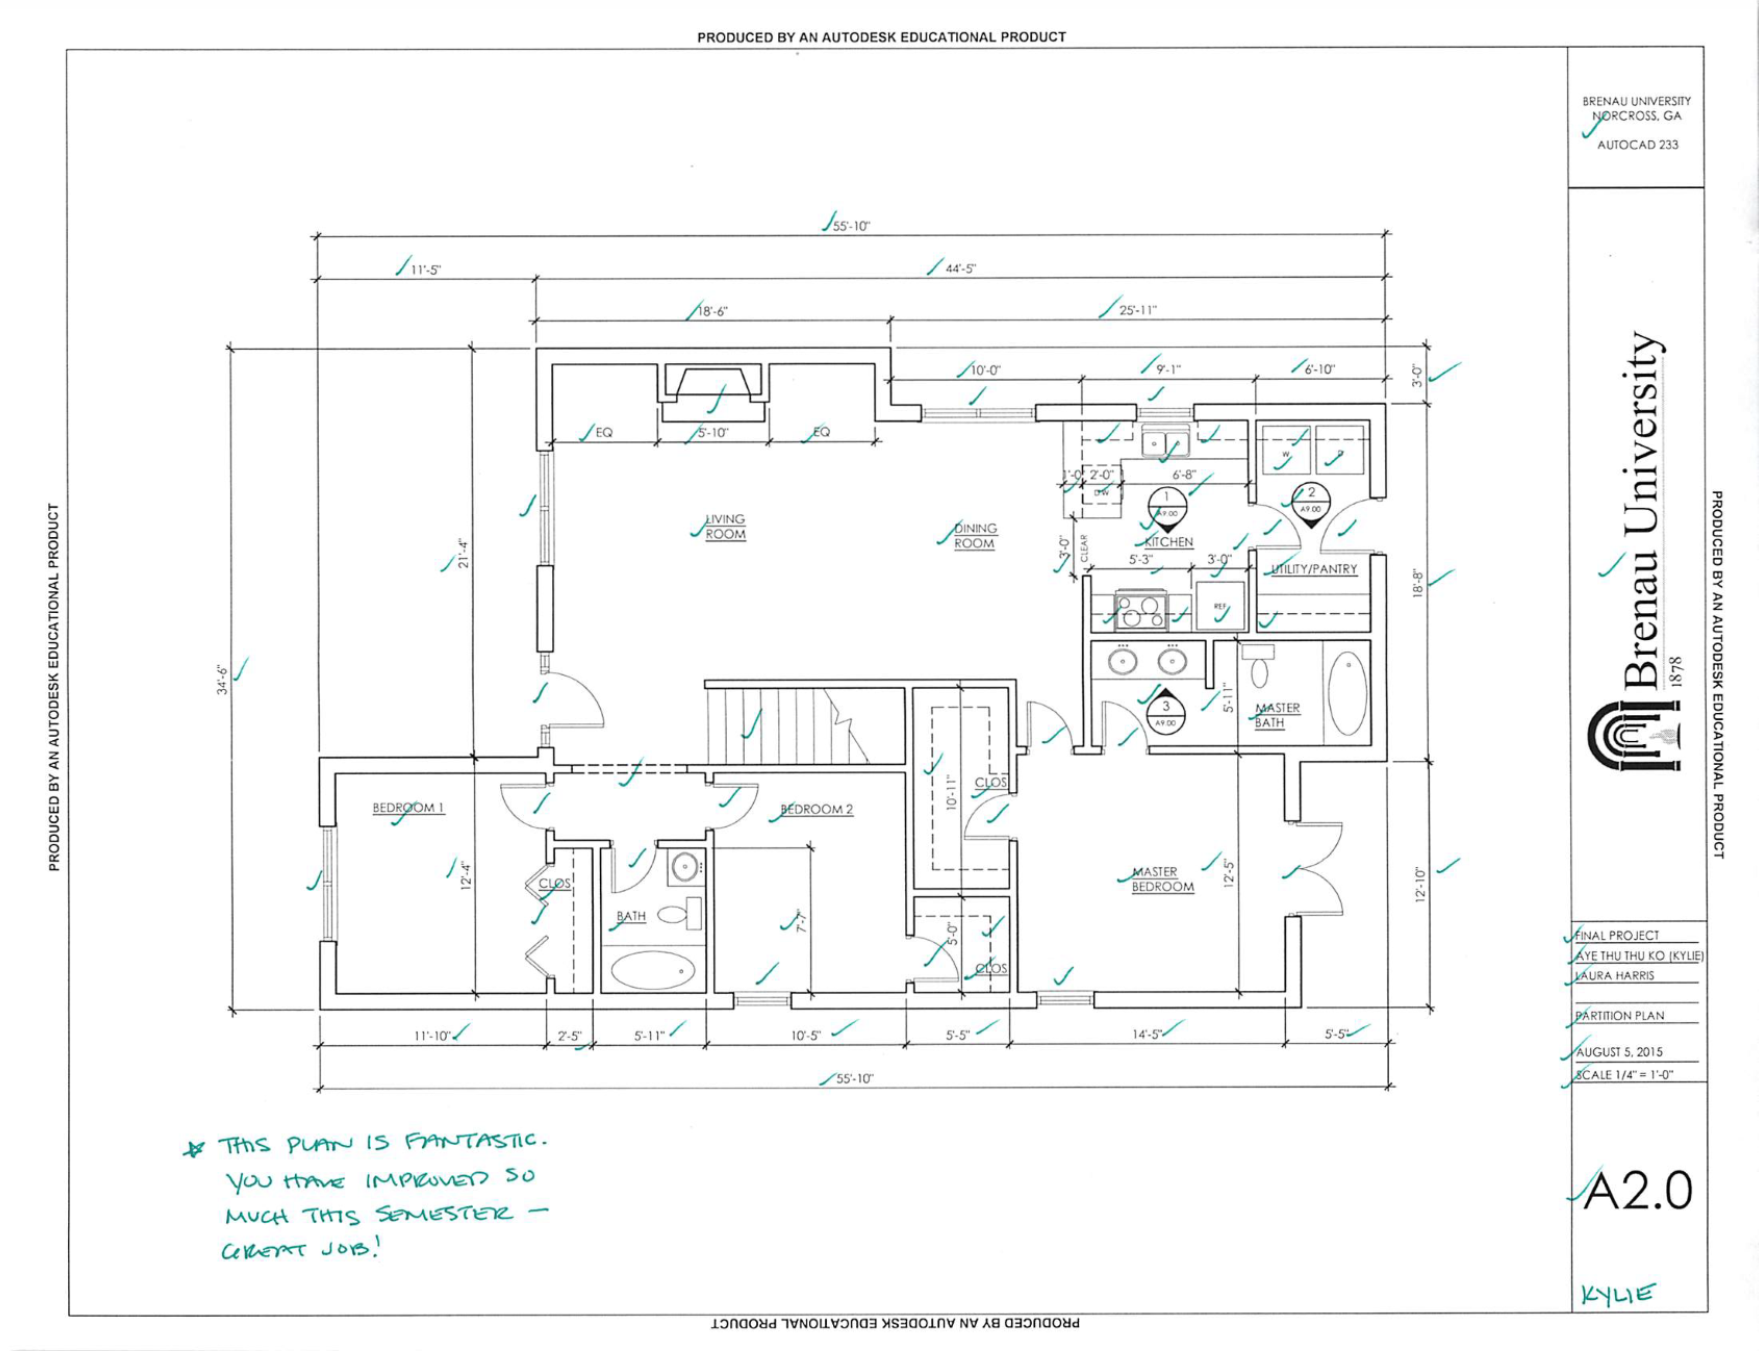 PRODUCED BY AN AUTODESK EDUCATIONAL PRODUCT
BRENAU UNIVERSITY
NORCROSS, GA
AUTOCAD 233
55'-10"
11'-5"
44'-5"
18'-6"
25'-11"
10'-0"
9'-1"
6'-10"
3'-0"
EQ
5'-10"
EQ
W
D
1'-0"
2'-0"
6'-8"
DW
1
A9.00
2
A9.00
LIVING
ROOM
DINING
ROOM
KITCHEN
3'-0"
CLEAR
5'-3"
3'-0"
UTILITY/PANTRY
21'-4"
18'-8"
REF
34'-6"
5'-11"
3
A9.00
MASTER
BATH
BEDROOM 1
BEDROOM 2
CLOS
10'-11"
12'-4"
CLOS
BATH
7'-7"
5'-0"
CLOS
MASTER
BEDROOM
12'-5"
12'-10"
11'-10"
2'-5"
5'-11"
10'-5"
5'-5"
14'-5"
5'-5"
55'-10"
THIS PLAN IS FANTASTIC.
YOU HAVE IMPROVED SO
MUCH THIS SEMESTER —
GREAT JOB!
Brenau University
1878
FINAL PROJECT
AYE THU THU KO (KYLIE)
LAURA HARRIS
PARTITION PLAN
AUGUST 5, 2015
SCALE 1/4" = 1'-0"
A2.0
KYLIE
PRODUCED BY AN AUTODESK EDUCATIONAL PRODUCT
PRODUCED BY AN AUTODESK EDUCATIONAL PRODUCT
PRODUCED BY AN AUTODESK EDUCATIONAL PRODUCT